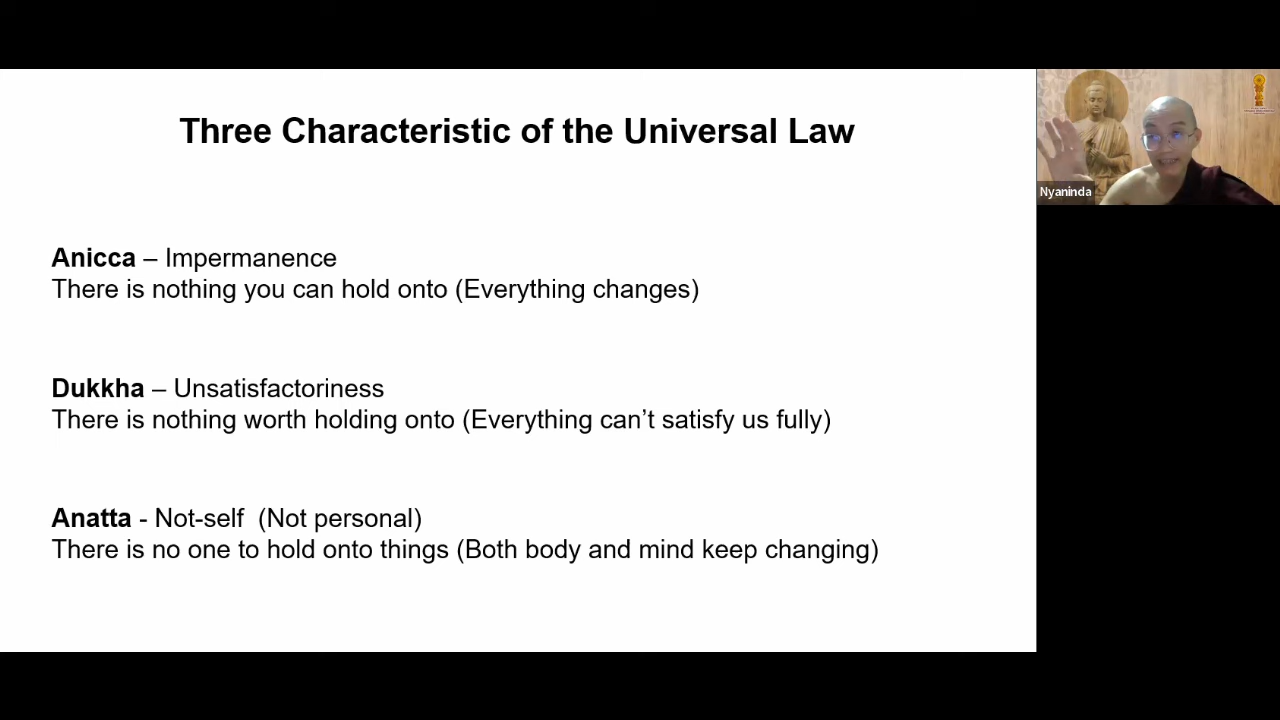 Three Characteristic of the Universal Law
Anicca – Impermanence
There is nothing you can hold onto (Everything changes)
Dukkha – Unsatisfactoriness
There is nothing worth holding onto (Everything can’t satisfy us fully)
Anatta - Not-self  (Not personal)
There is no one to hold onto things (Both body and mind keep changing)
Nyaninda